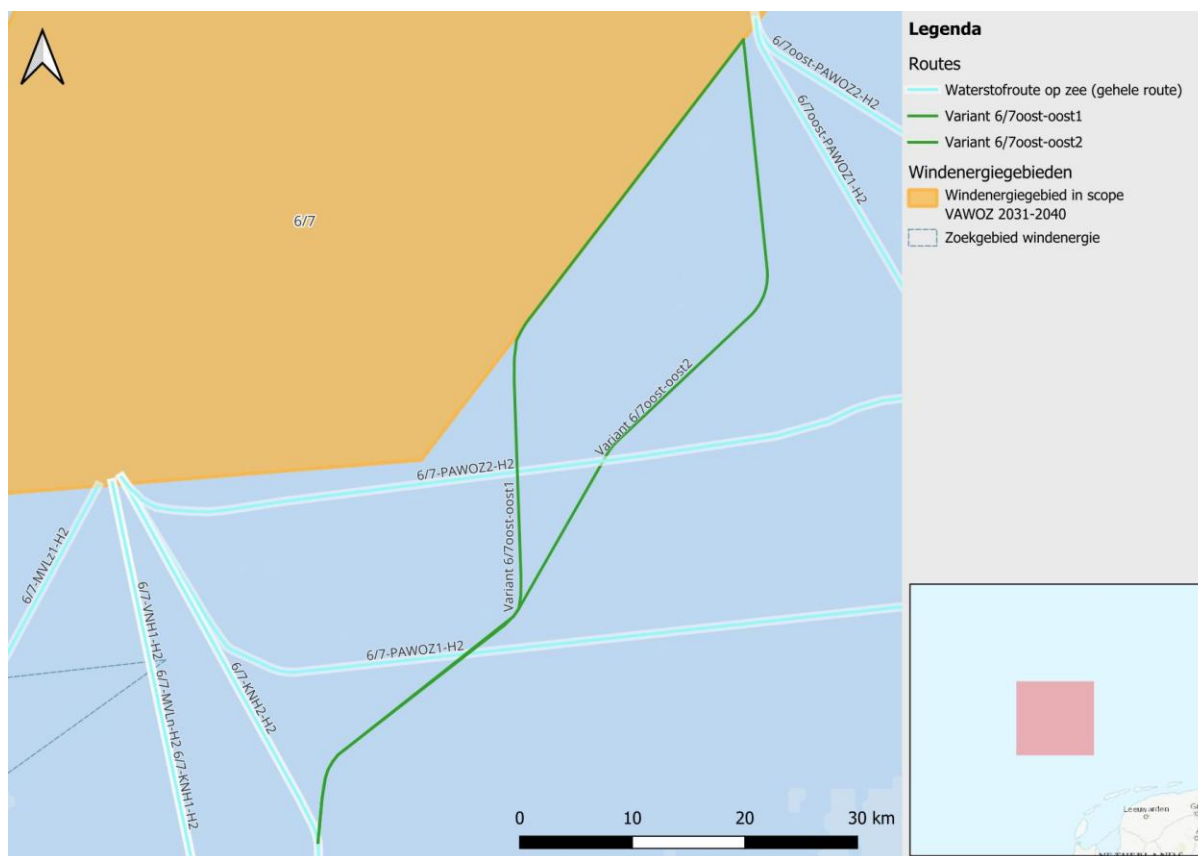 6/7oost-PAWOZ2-H2
6/7oost-PAWOZ1-H2
6/7
Variant 6/7oost-oost2
6/7-PAWOZ2-H2
Variant 6/7oost-oost1
6/7-MVLz1-H2
6/7-VNH1-H2
6/7-MVLn-H2
6/7-KNH1-H2
6/7-KNH2-H2
6/7-PAWOZ1-H2
0 10 20 30 km
Legenda
Routes
Waterstofroute op zee (gehele route)
Variant 6/7oost-oost1
Variant 6/7oost-oost2
Windenergiegebieden
Windenergiegebied in scope
VAWOZ 2031-2040
Zoekgebied windenergie
Leeuwarden